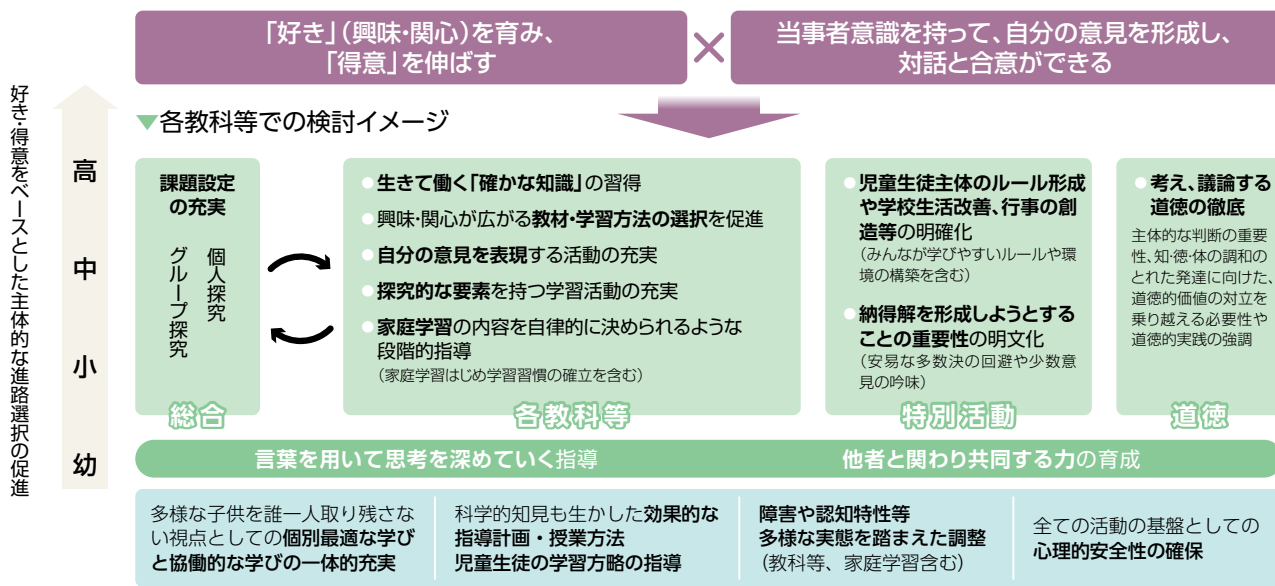 「好き」(興味・関心)を育み、
「得意」を伸ばす
×
当事者意識を持って、自分の意見を形成し、
対話と合意ができる
▼各教科等での検討イメージ
好き・得意をベースとした主体的な進路選択の促進
高
中
小
幼
課題設定
の充実
個人探究
グループ探究
総合
●生きて働く「確かな知識」の習得
●興味・関心が広がる教材・学習方法の選択を促進
●自分の意見を表現する活動の充実
●探究的な要素を持つ学習活動の充実
●家庭学習の内容を自律的に決められるような
段階的指導
(家庭学習はじめ学習習慣の確立を含む)
各教科等
●児童生徒主体のルール形成
や学校生活改善、行事の創
造等の明確化
(みんなが学びやすいルールや環
境の構築を含む)
●納得解を形成しようとする
ことの重要性の明文化
(安易な多数決の回避や少数意
見の吟味)
特別活動
●考え、議論する
道徳の徹底
主体的な判断の重要
性、知・徳・体の調和の
とれた発達に向けた、
道徳的価値の対立を
乗り越える必要性や
道徳的実践の強調
道徳
言葉を用いて思考を深めていく指導
他者と関わり共同する力の育成
多様な子供を誰一人取り残さな
い視点としての個別最適な学び
と協働的な学びの一体的充実
科学的知見も生かした効果的な
指導計画・授業方法
児童生徒の学習方略の指導
障害や認知特性等
多様な実態を踏まえた調整
(教科等、家庭学習含む)
全ての活動の基盤としての
心理的安全性の確保